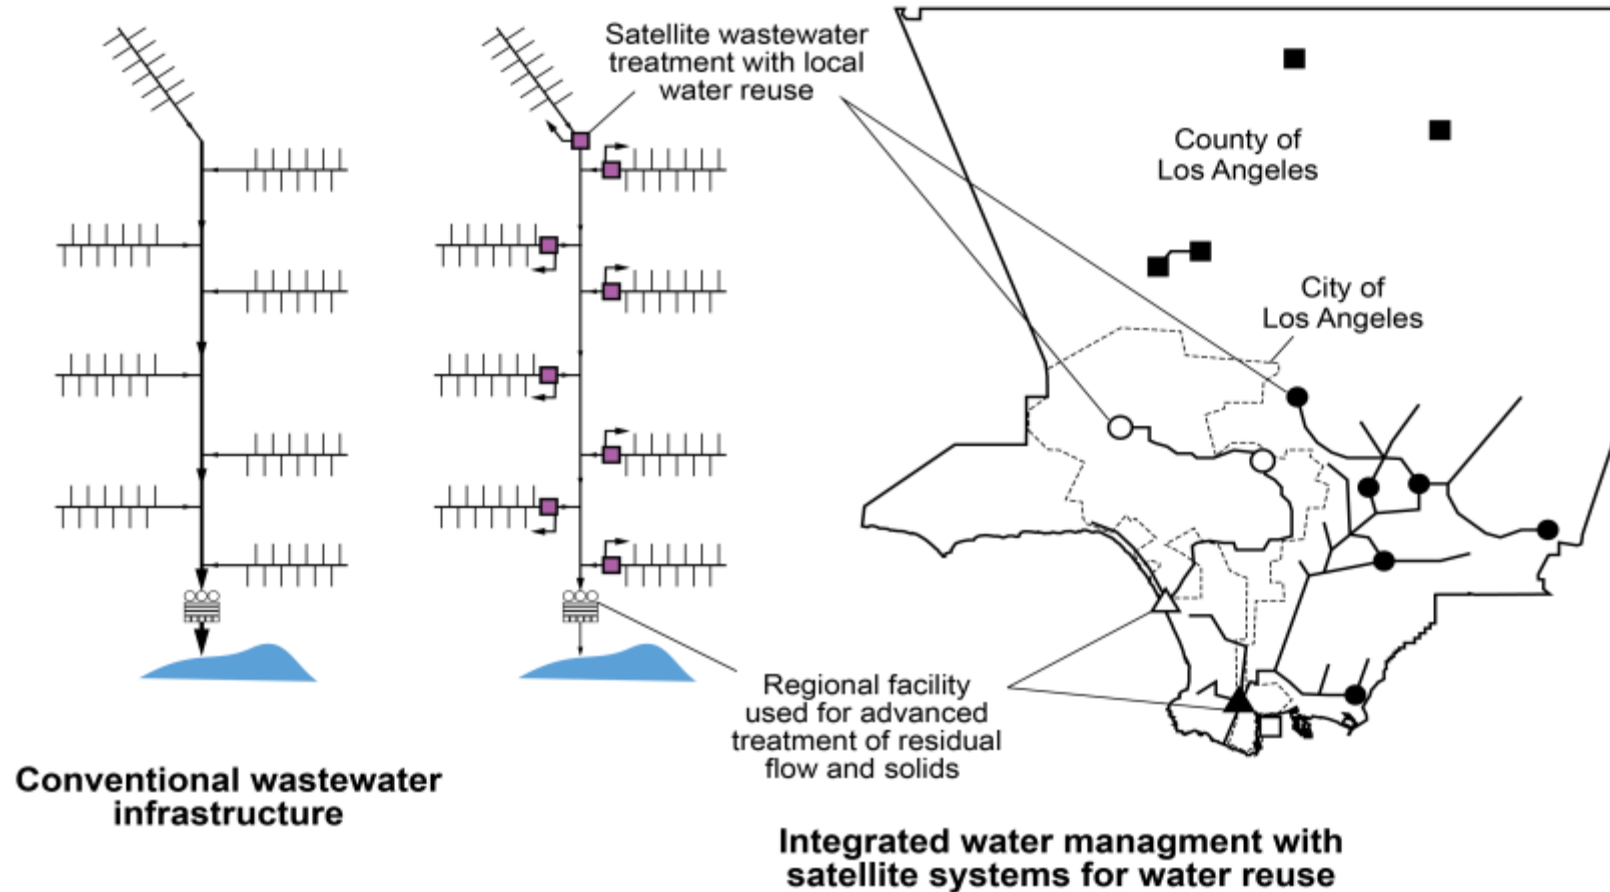 Satellite wastewater
treatment with local
water reuse
County of
Los Angeles
City of
Los Angeles
Regional facility
used for advanced
treatment of residual
flow and solids
Conventional wastewater
infrastructure
Integrated water managment with
satellite systems for water reuse